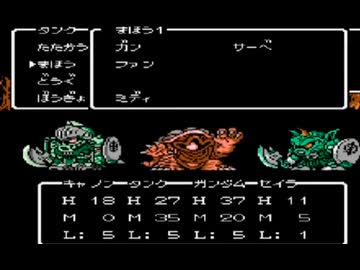 タンク まほう1
たたかう ガン サーベ
▶まほう ファン
どうぐ
ぼうぎょ ミディ
キャノン タンク ガンダム セイラ
H 18 H 27 H 37 H 11
M 0 M 35 M 20 M 5
L: 5 L: 5 L: 5 L: 1